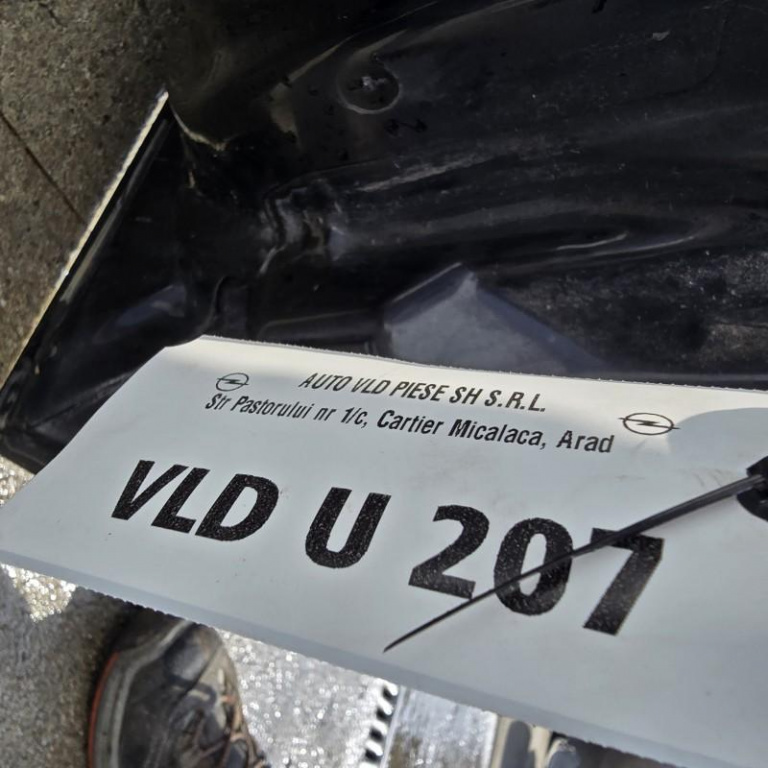 AUTO VLD PIESE SH S.R.L.
Str Pastorului nr 1/c, Cartier Micalaca, Arad
VLD U 207